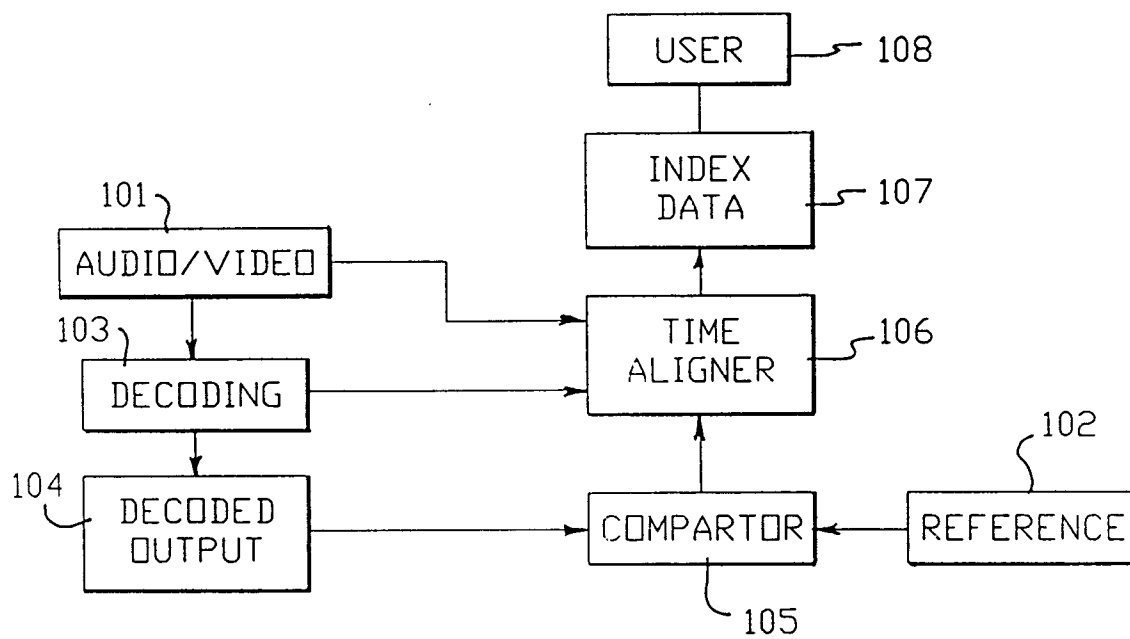 USER
108
INDEX
DATA
107
101
AUDIO/VIDEO
TIME
ALIGNER
106
103
DECODING
102
104
DECODED
OUTPUT
COMPARTOR
REFERENCE
105